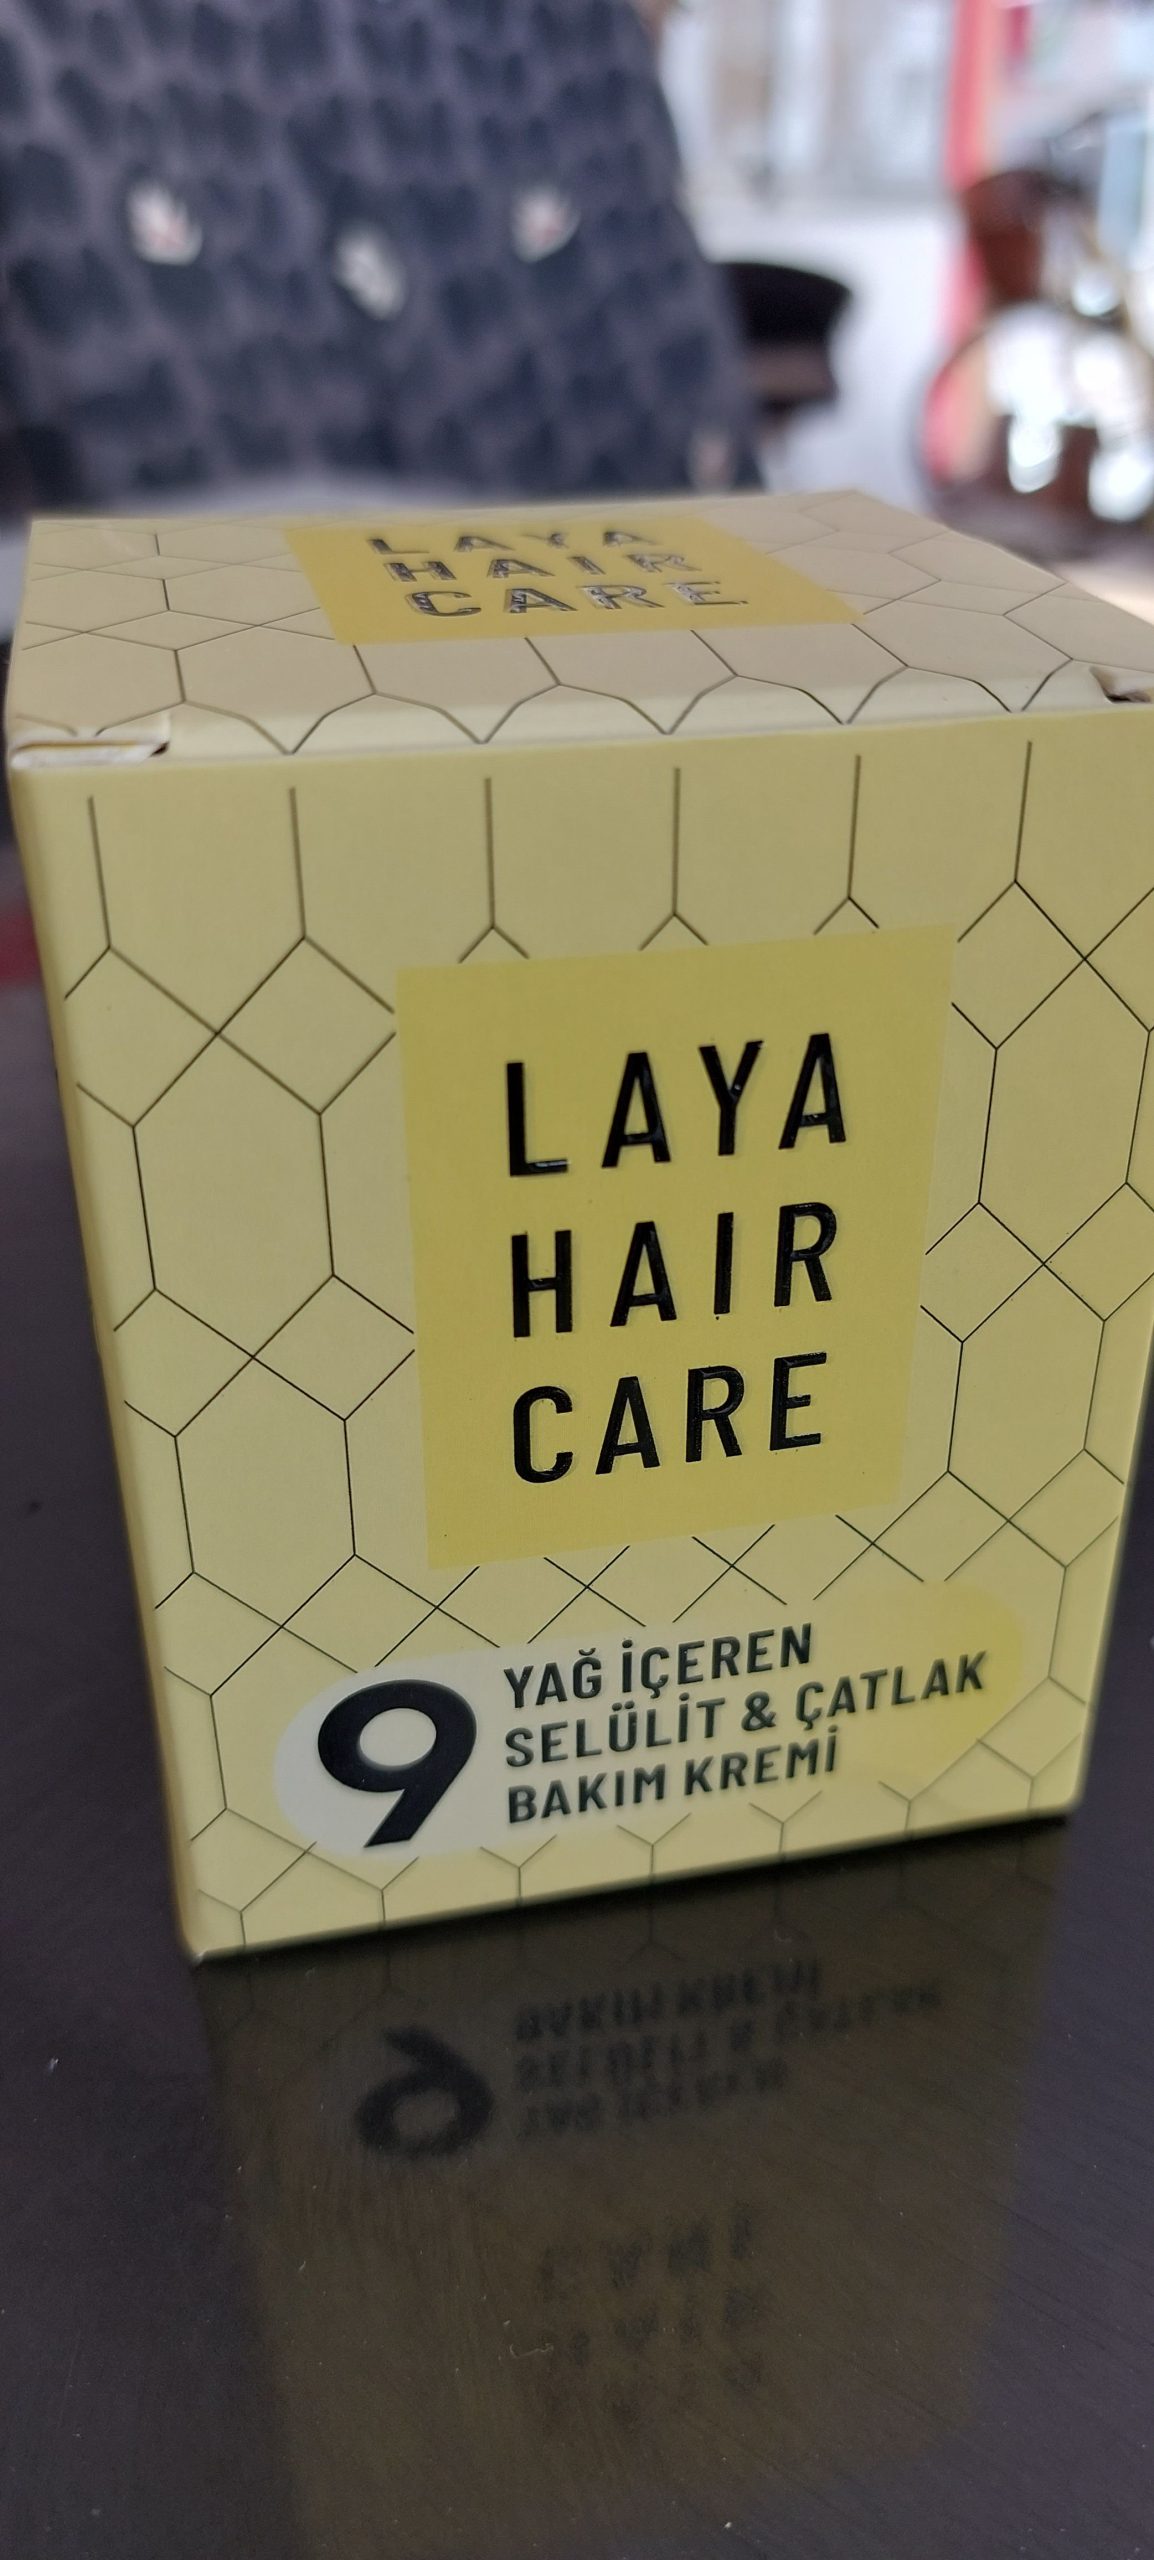 LAYA
HAIR
CARE
LAYA
HAIR
CARE
9 YAĞ İÇEREN
SELÜLİT & ÇATLAK
BAKIM KREMİ